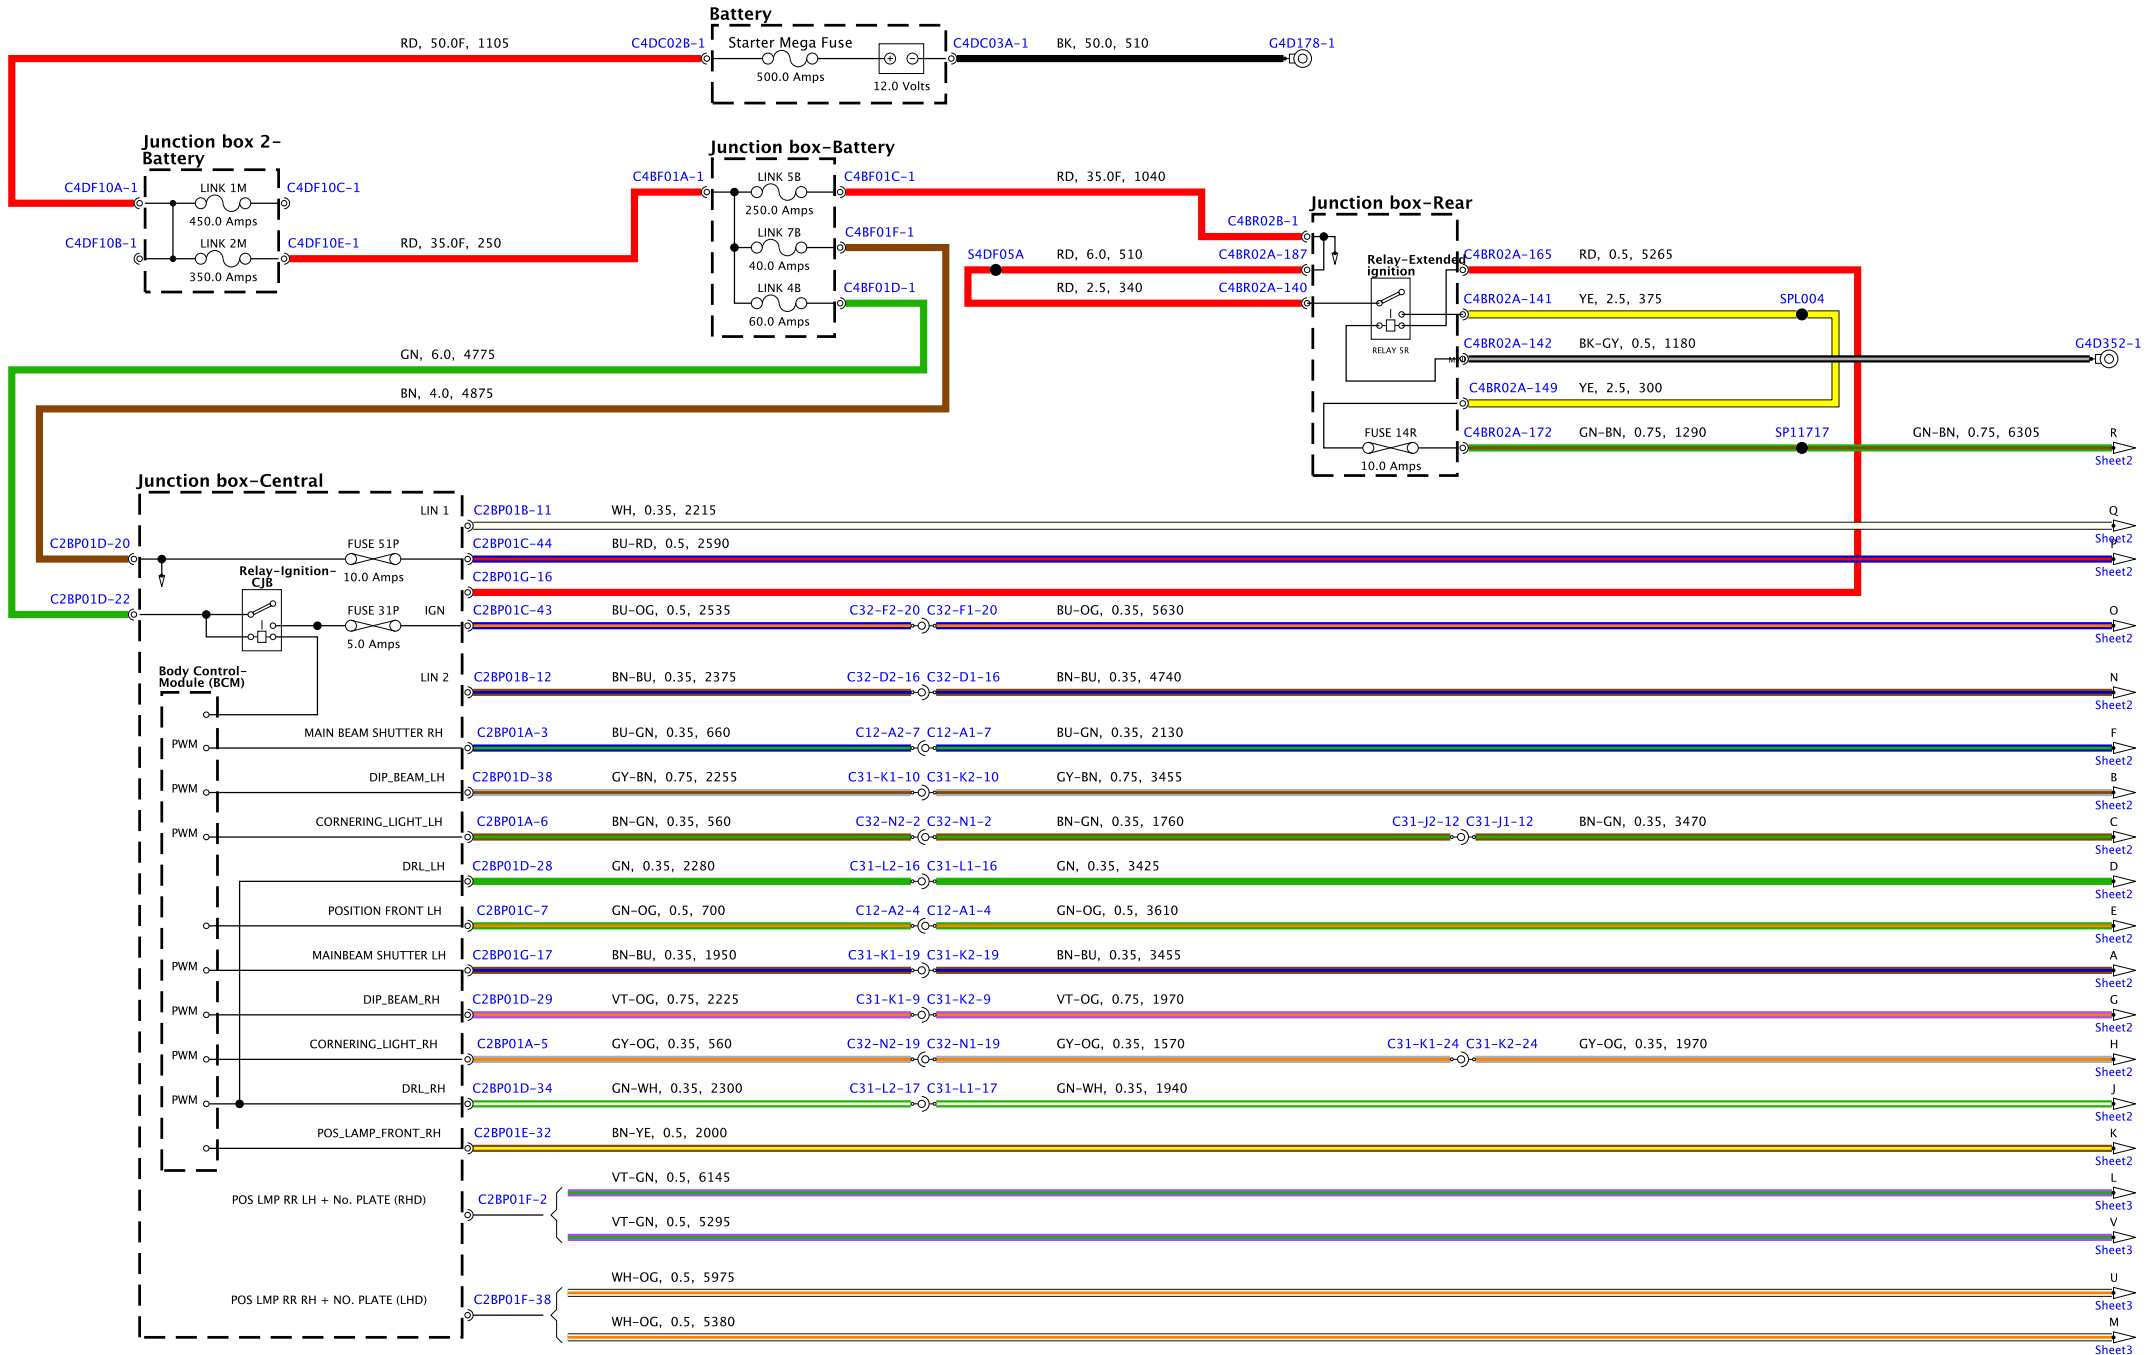 Battery
RD, 50.0F, 1105
C4DC02B-1
Starter Mega Fuse
500.0 Amps
12.0 Volts
C4DC03A-1
BK, 50.0, 510
G4D178-1
Junction box 2-
Battery
C4DF10A-1
LINK 1M
450.0 Amps
C4DF10C-1
C4DF10B-1
LINK 2M
350.0 Amps
C4DF10E-1
RD, 35.0F, 250
Junction box-Battery
C4BF01A-1
LINK 5B
250.0 Amps
C4BF01C-1
RD, 35.0F, 1040
LINK 7B
40.0 Amps
C4BF01F-1
LINK 4B
60.0 Amps
C4BF01D-1
Junction box-Rear
C4BR02B-1
S4DF05A
RD, 6.0, 510
C4BR02A-187
RD, 2.5, 340
C4BR02A-140
Relay-Extended
ignition
RELAY 5R
C4BR02A-165
RD, 0.5, 5265
C4BR02A-141
YE, 2.5, 375
SPL004
C4BR02A-142
BK-GY, 0.5, 1180
G4D352-1
C4BR02A-149
YE, 2.5, 300
FUSE 14R
10.0 Amps
C4BR02A-172
GN-BN, 0.75, 1290
SP11717
GN-BN, 0.75, 6305
R
Sheet2
GN, 6.0, 4775
BN, 4.0, 4875
Junction box-Central
LIN 1
C2BP01B-11
WH, 0.35, 2215
Q
Sheet2
C2BP01D-20
FUSE 51P
10.0 Amps
C2BP01C-44
BU-RD, 0.5, 2590
P
Sheet2
Relay-Ignition-
CJB
C2BP01G-16
C2BP01D-22
FUSE 31P
5.0 Amps
IGN
C2BP01C-43
BU-OG, 0.5, 2535
C32-F2-20
C32-F1-20
BU-OG, 0.35, 5630
O
Sheet2
Body Control-
Module (BCM)
LIN 2
C2BP01B-12
BN-BU, 0.35, 2375
C32-D2-16
C32-D1-16
BN-BU, 0.35, 4740
N
Sheet2
PWM
MAIN BEAM SHUTTER RH
C2BP01A-3
BU-GN, 0.35, 660
C12-A2-7
C12-A1-7
BU-GN, 0.35, 2130
F
Sheet2
PWM
DIP_BEAM_LH
C2BP01D-38
GY-BN, 0.75, 2255
C31-K1-10
C31-K2-10
GY-BN, 0.75, 3455
B
Sheet2
PWM
CORNERING_LIGHT_LH
C2BP01A-6
BN-GN, 0.35, 560
C32-N2-2
C32-N1-2
BN-GN, 0.35, 1760
C31-J2-12
C31-J1-12
BN-GN, 0.35, 3470
C
Sheet2
DRL_LH
C2BP01D-28
GN, 0.35, 2280
C31-L2-16
C31-L1-16
GN, 0.35, 3425
D
Sheet2
POSITION FRONT LH
C2BP01C-7
GN-OG, 0.5, 700
C12-A2-4
C12-A1-4
GN-OG, 0.5, 3610
E
Sheet2
PWM
MAINBEAM SHUTTER LH
C2BP01G-17
BN-BU, 0.35, 1950
C31-K1-19
C31-K2-19
BN-BU, 0.35, 3455
A
Sheet2
PWM
DIP_BEAM_RH
C2BP01D-29
VT-OG, 0.75, 2225
C31-K1-9
C31-K2-9
VT-OG, 0.75, 1970
G
Sheet2
PWM
CORNERING_LIGHT_RH
C2BP01A-5
GY-OG, 0.35, 560
C32-N2-19
C32-N1-19
GY-OG, 0.35, 1570
C31-K1-24
C31-K2-24
GY-OG, 0.35, 1970
H
Sheet2
PWM
DRL_RH
C2BP01D-34
GN-WH, 0.35, 2300
C31-L2-17
C31-L1-17
GN-WH, 0.35, 1940
J
Sheet2
POS_LAMP_FRONT_RH
C2BP01E-32
BN-YE, 0.5, 2000
K
Sheet2
POS LMP RR LH + No. PLATE (RHD)
C2BP01F-2
VT-GN, 0.5, 6145
L
Sheet3
VT-GN, 0.5, 5295
V
Sheet3
POS LMP RR RH + NO. PLATE (LHD)
C2BP01F-38
WH-OG, 0.5, 5975
U
Sheet3
WH-OG, 0.5, 5380
M
Sheet3